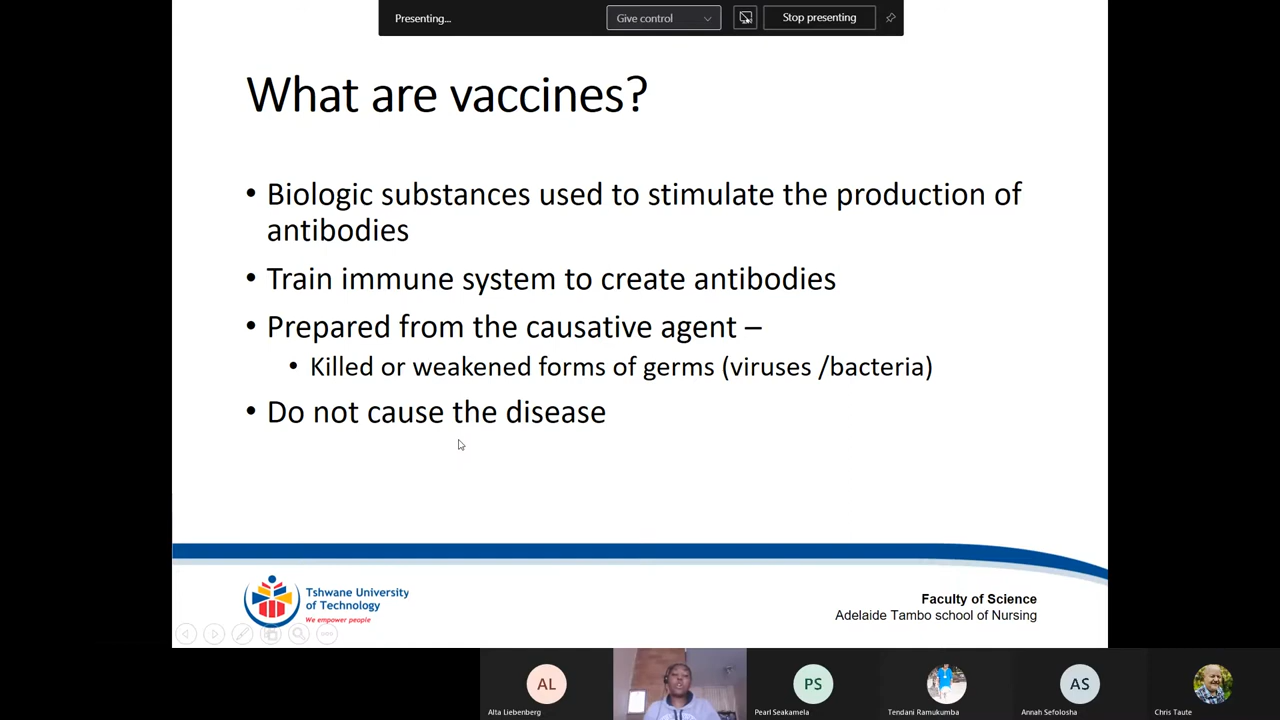 Presenting...
Give control
Stop presenting
What are vaccines?
• Biologic substances used to stimulate the production of
antibodies
• Train immune system to create antibodies
• Prepared from the causative agent –
• Killed or weakened forms of germs (viruses /bacteria)
• Do not cause the disease
Tshwane University
of Technology
We empower people
Faculty of Science
Adelaide Tambo school of Nursing
AL
PS
AS
Alta Liebenberg
Pearl Seakamela
Tendani Ramukumba
Annah Sefolosha
Chris Taute